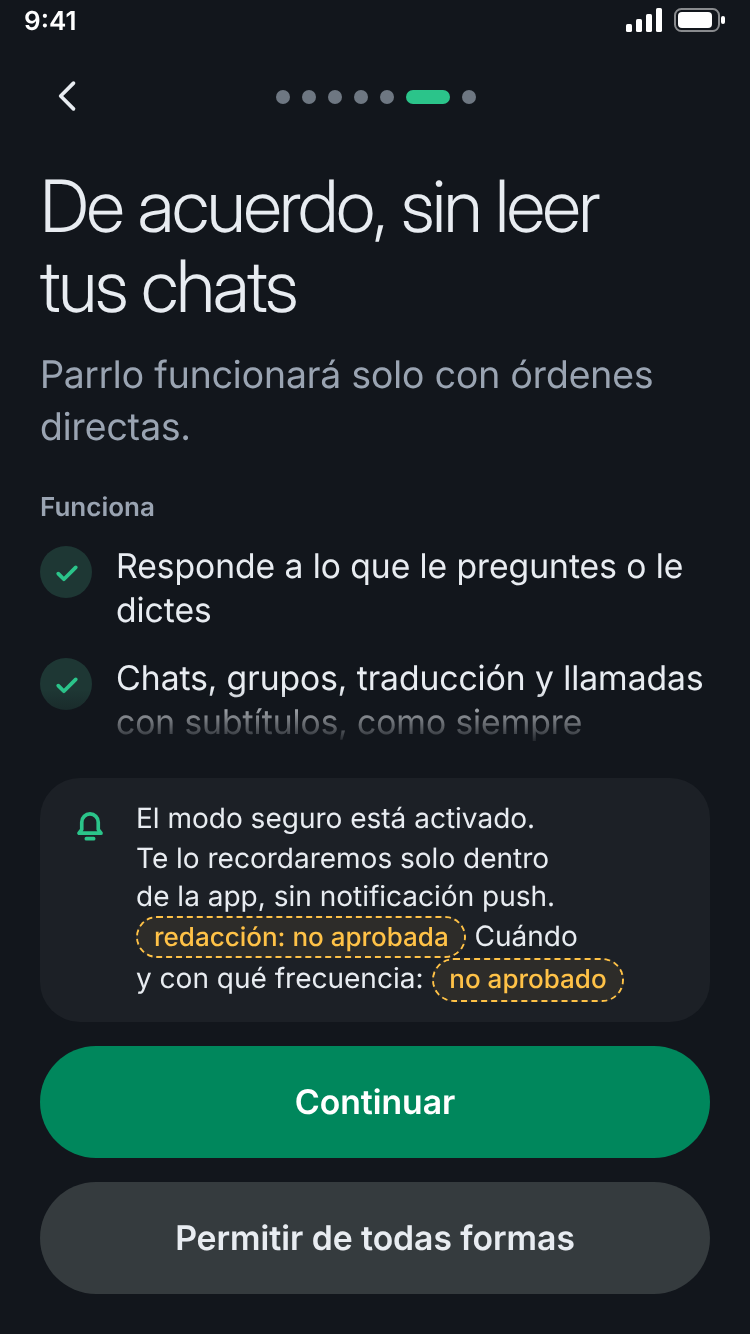 9:41
De acuerdo, sin leer
tus chats
Parrlo funcionará solo con órdenes
directas.
Funciona
Responde a lo que le preguntes o le
dictes
Chats, grupos, traducción y llamadas
con subtítulos, como siempre
El modo seguro está activado.
Te lo recordaremos solo dentro
de la app, sin notificación push.
redacción: no aprobada Cuándo
y con qué frecuencia: no aprobado
Continuar
Permitir de todas formas